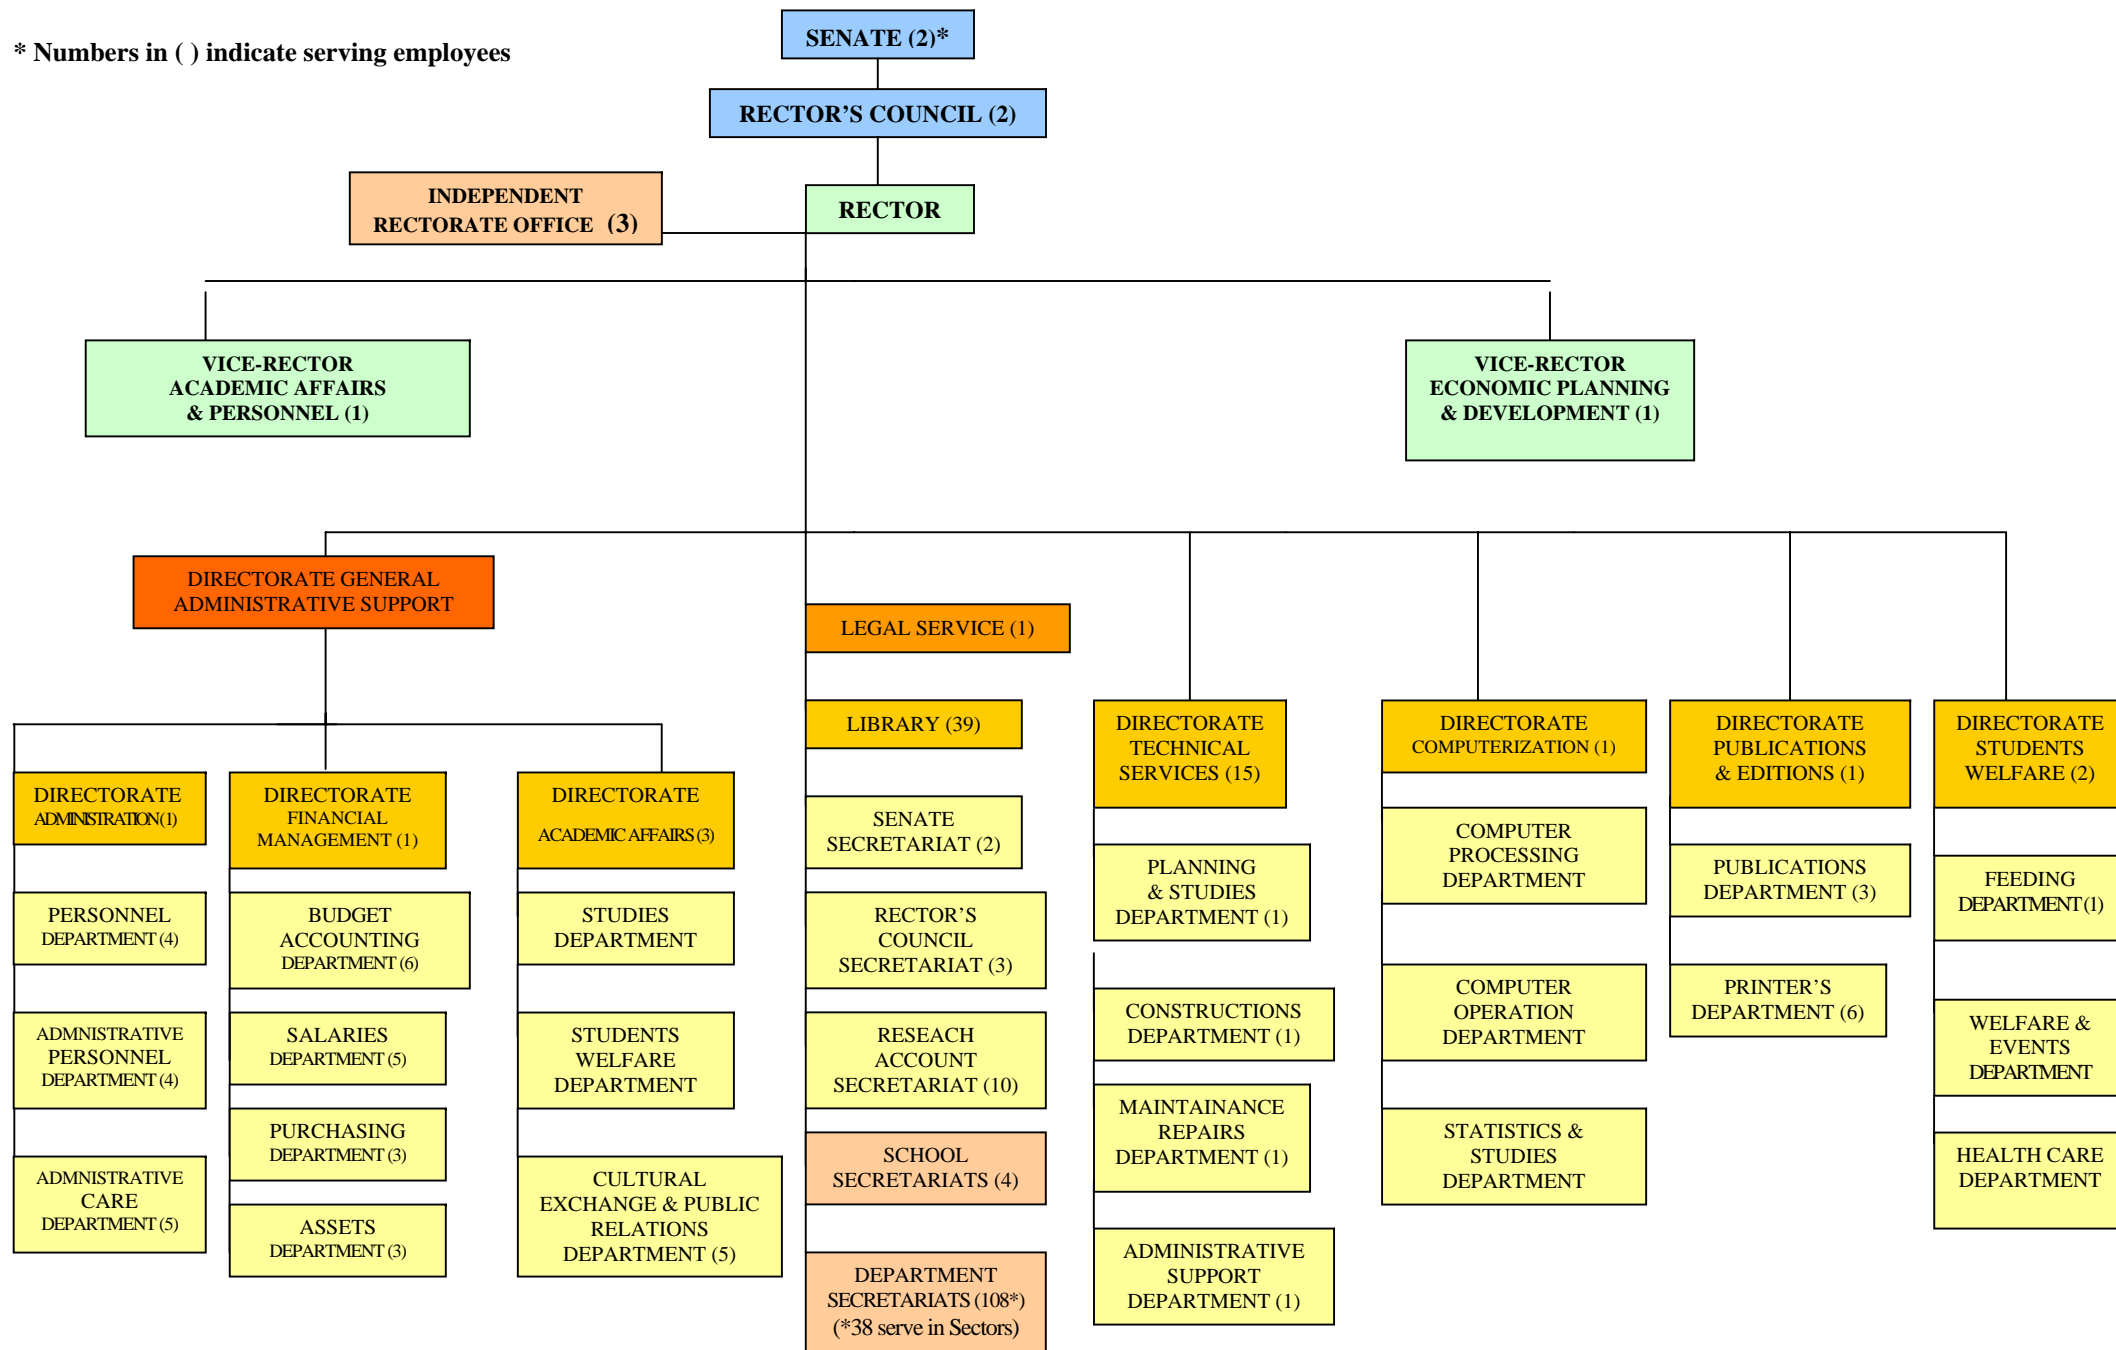 * Numbers in ( ) indicate serving employees
SENATE (2)*
RECTOR’S COUNCIL (2)
INDEPENDENT
RECTORATE OFFICE (3)
RECTOR
VICE-RECTOR
ACADEMIC AFFAIRS
& PERSONNEL (1)
VICE-RECTOR
ECONOMIC PLANNING
& DEVELOPMENT (1)
DIRECTORATE GENERAL
ADMINISTRATIVE SUPPORT
DIRECTORATE
ADMINISTRATION (1)
PERSONNEL
DEPARTMENT (4)
ADMNISTRATIVE
PERSONNEL
DEPARTMENT (4)
ADMNISTRATIVE
CARE
DEPARTMENT (5)
DIRECTORATE
FINANCIAL
MANAGEMENT (1)
BUDGET
ACCOUNTING
DEPARTMENT (6)
SALARIES
DEPARTMENT (5)
PURCHASING
DEPARTMENT (3)
ASSETS
DEPARTMENT (3)
DIRECTORATE
ACADEMIC AFFAIRS (3)
STUDIES
DEPARTMENT
STUDENTS
WELFARE
DEPARTMENT
CULTURAL
EXCHANGE & PUBLIC
RELATIONS
DEPARTMENT (5)
LEGAL SERVICE (1)
LIBRARY (39)
SENATE
SECRETARIAT (2)
RECTOR’S
COUNCIL
SECRETARIAT (3)
RESEACH
ACCOUNT
SECRETARIAT (10)
SCHOOL
SECRETARIATS (4)
DEPARTMENT
SECRETARIATS (108*)
(*38 serve in Sectors)
DIRECTORATE
TECHNICAL
SERVICES (15)
PLANNING
& STUDIES
DEPARTMENT (1)
CONSTRUCTIONS
DEPARTMENT (1)
MAINTAINANCE
REPAIRS
DEPARTMENT (1)
ADMINISTRATIVE
SUPPORT
DEPARTMENT (1)
DIRECTORATE
COMPUTERIZATION (1)
COMPUTER
PROCESSING
DEPARTMENT
COMPUTER
OPERATION
DEPARTMENT
STATISTICS &
STUDIES
DEPARTMENT
DIRECTORATE
PUBLICATIONS
& EDITIONS (1)
PUBLICATIONS
DEPARTMENT (3)
PRINTER’S
DEPARTMENT (6)
DIRECTORATE
STUDENTS
WELFARE (2)
FEEDING
DEPARTMENT (1)
WELFARE &
EVENTS
DEPARTMENT
HEALTH CARE
DEPARTMENT